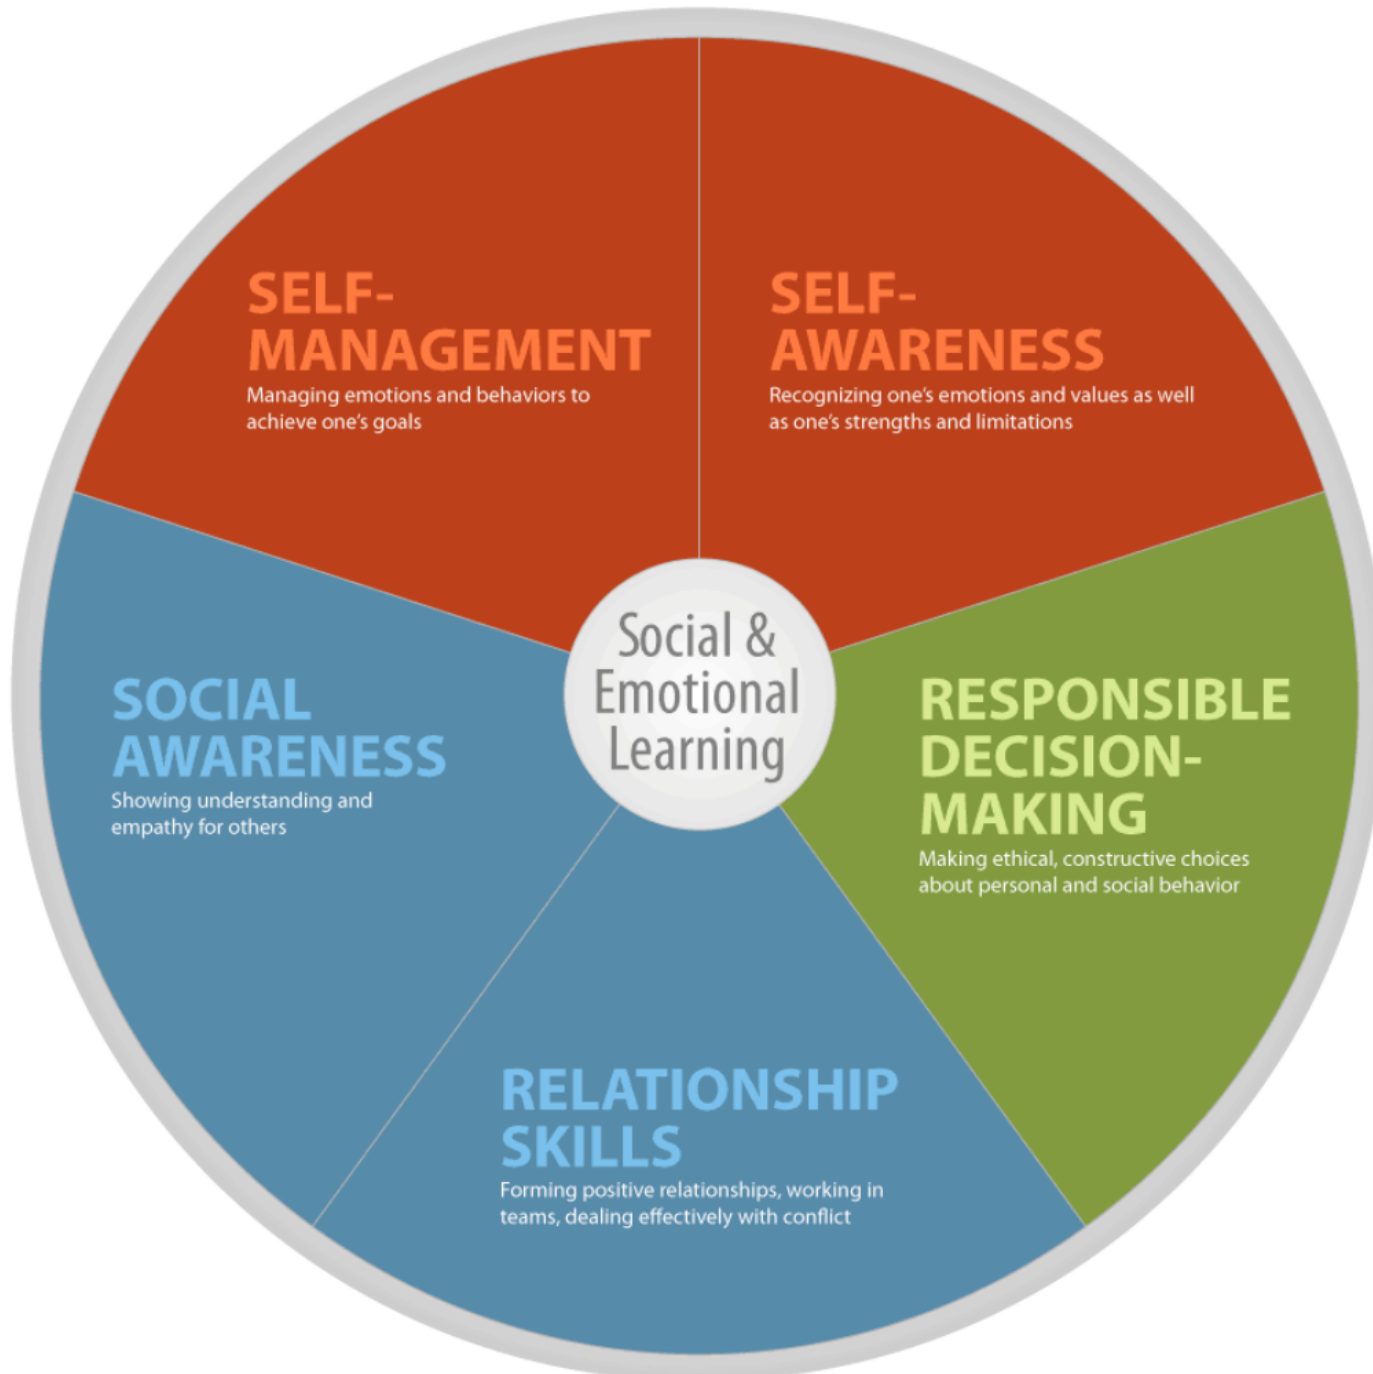 SELF-
MANAGEMENT
Managing emotions and behaviors to
achieve one's goals
SELF-
AWARENESS
Recognizing one's emotions and values as well
as one's strengths and limitations
Social &
Emotional
Learning
SOCIAL
AWARENESS
Showing understanding and
empathy for others
RESPONSIBLE
DECISION-
MAKING
Making ethical, constructive choices
about personal and social behavior
RELATIONSHIP
SKILLS
Forming positive relationships, working in
teams, dealing effectively with conflict